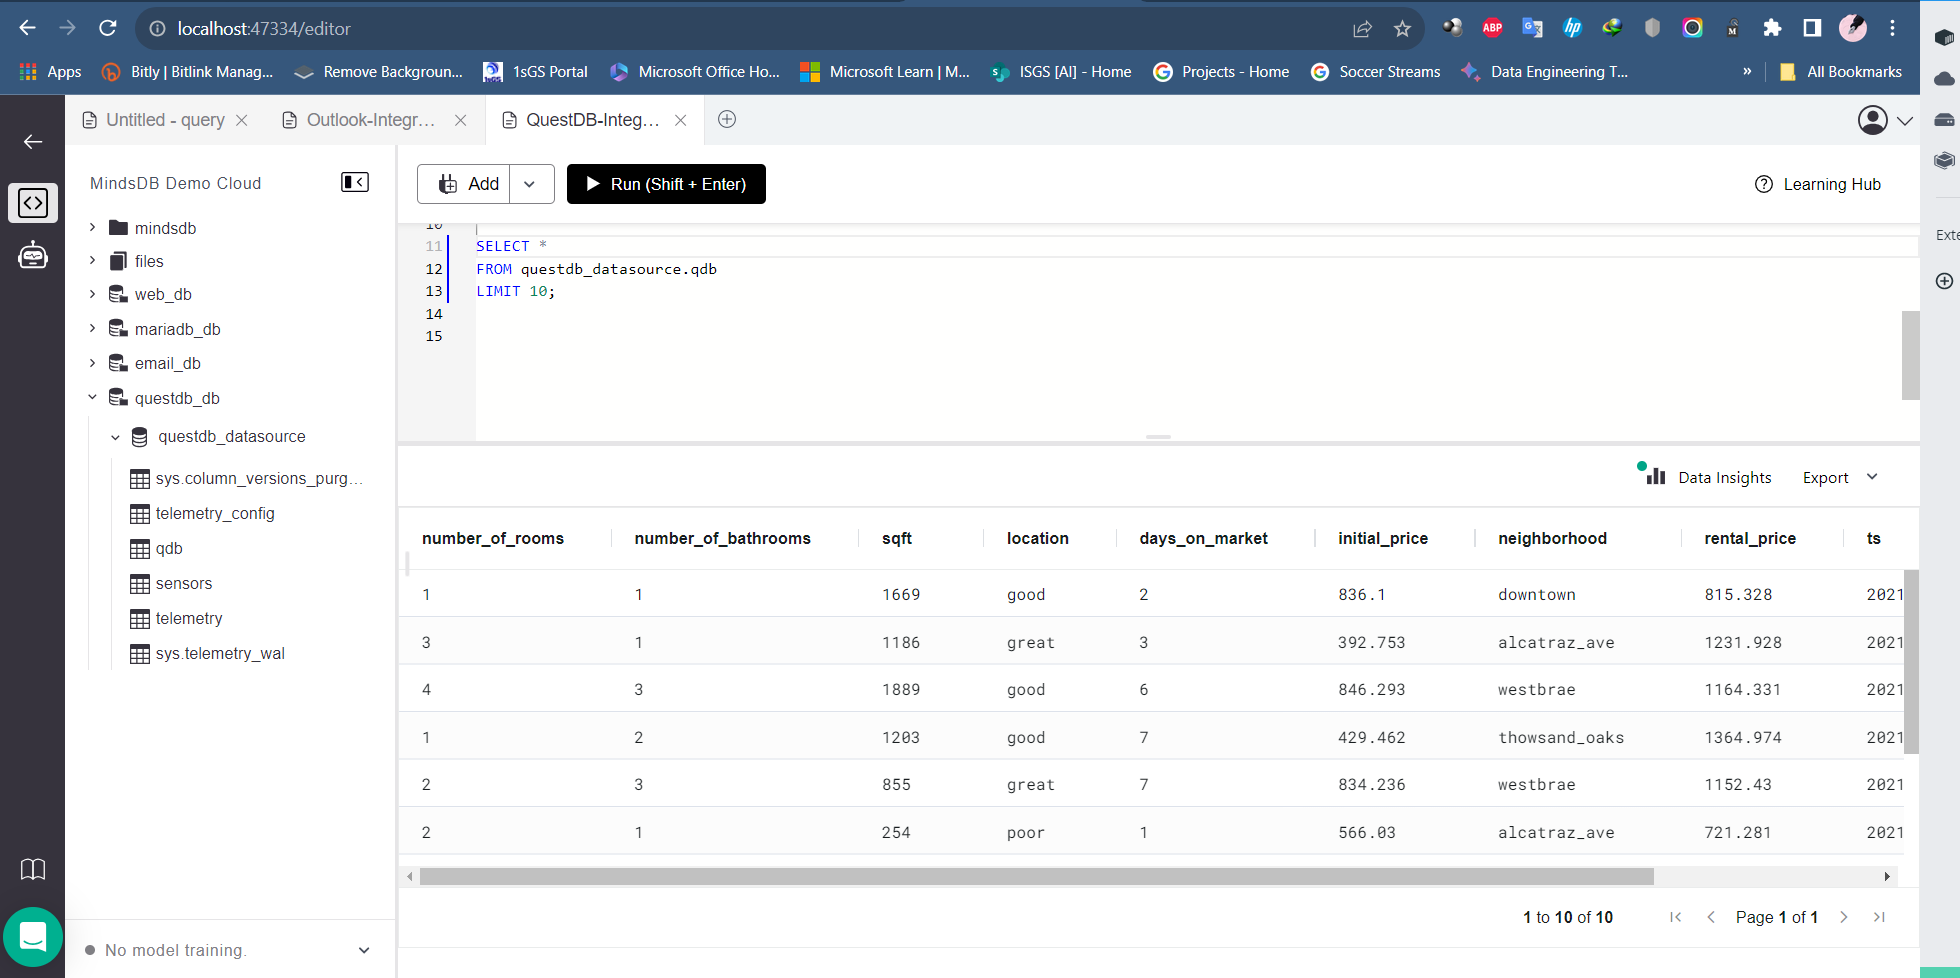 localhost:47334/editor
ABP
hp
M
Apps
Bitly | Bitlink Manag...
Remove Backgroun...
1sGS Portal
Microsoft Office Ho...
Microsoft Learn | M...
ISGS [AI] - Home
Projects - Home
Soccer Streams
Data Engineering T...
»
All Bookmarks
Untitled - query
Outlook-Integr...
QuestDB-Integ...
MindsDB Demo Cloud
Add
Run (Shift + Enter)
Learning Hub
Exte
mindsdb
files
web_db
mariadb_db
email_db
questdb_db
questdb_datasource
sys.column_versions_purg...
telemetry_config
qdb
sensors
telemetry
sys.telemetry_wal
No model training.
10
11 SELECT *
12 FROM questdb_datasource.qdb
13 LIMIT 10;
14
15
Data Insights
Export
number_of_rooms number_of_bathrooms sqft location days_on_market initial_price neighborhood rental_price ts
1 1 1669 good 2 836.1 downtown 815.328 2021
3 1 1186 great 3 392.753 alcatraz_ave 1231.928 2021
4 3 1889 good 6 846.293 westbrae 1164.331 2021
1 2 1203 good 7 429.462 thowsand_oaks 1364.974 2021
2 3 855 great 7 834.236 westbrae 1152.43 2021
2 1 254 poor 1 566.03 alcatraz_ave 721.281 2021
1 to 10 of 10
Page 1 of 1